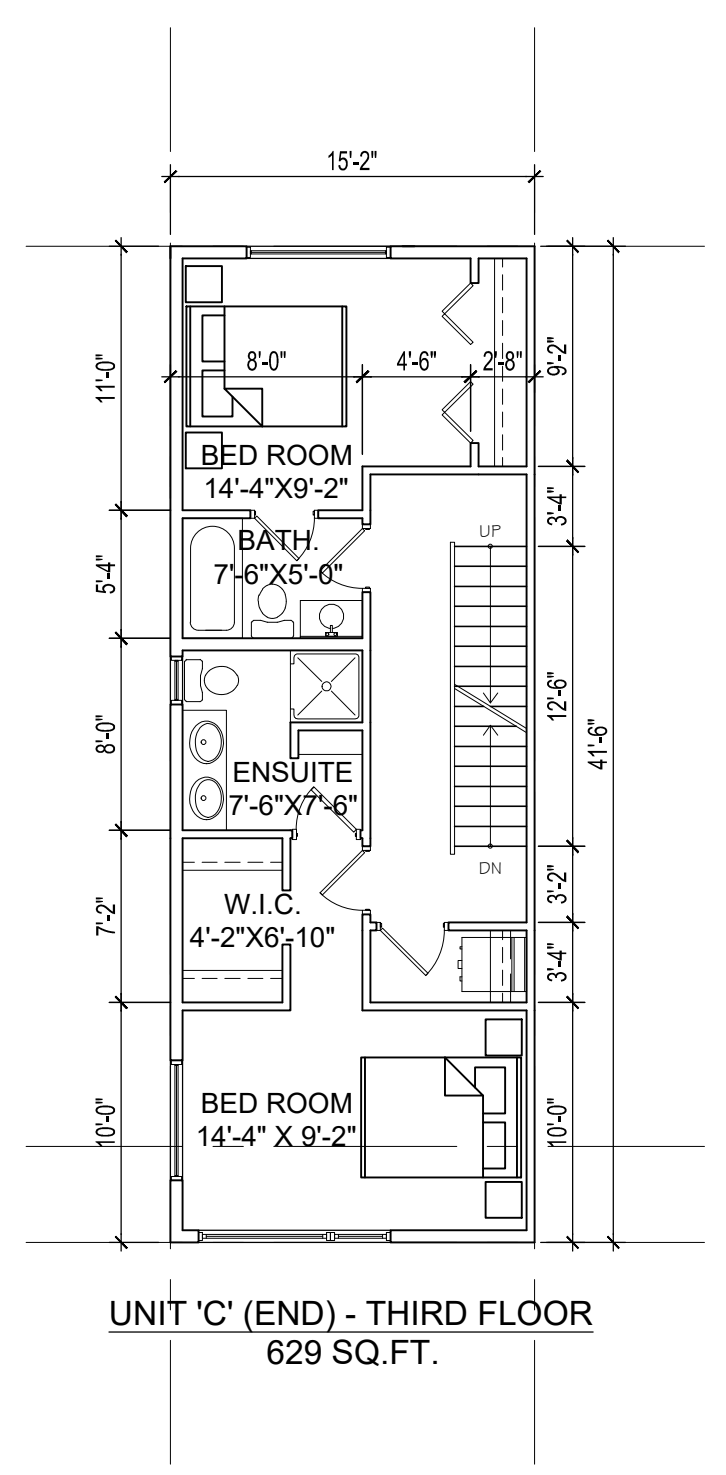 15'-2"
11'-0"
8'-0"
4'-6"
2'-8"
9'-2"
BED ROOM
14'-4"X9'-2"
3'-4"
UP
BATH.
7'-6"X5'-0"
5'-4"
12'-6"
41'-6"
8'-0"
ENSUITE
7'-6"X7'-6"
DN
3'-2"
W.I.C.
4'-2"X6'-10"
7'-2"
3'-4"
BED ROOM
14'-4" X 9'-2"
10'-0"
10'-0"
UNIT 'C' (END) - THIRD FLOOR
629 SQ.FT.